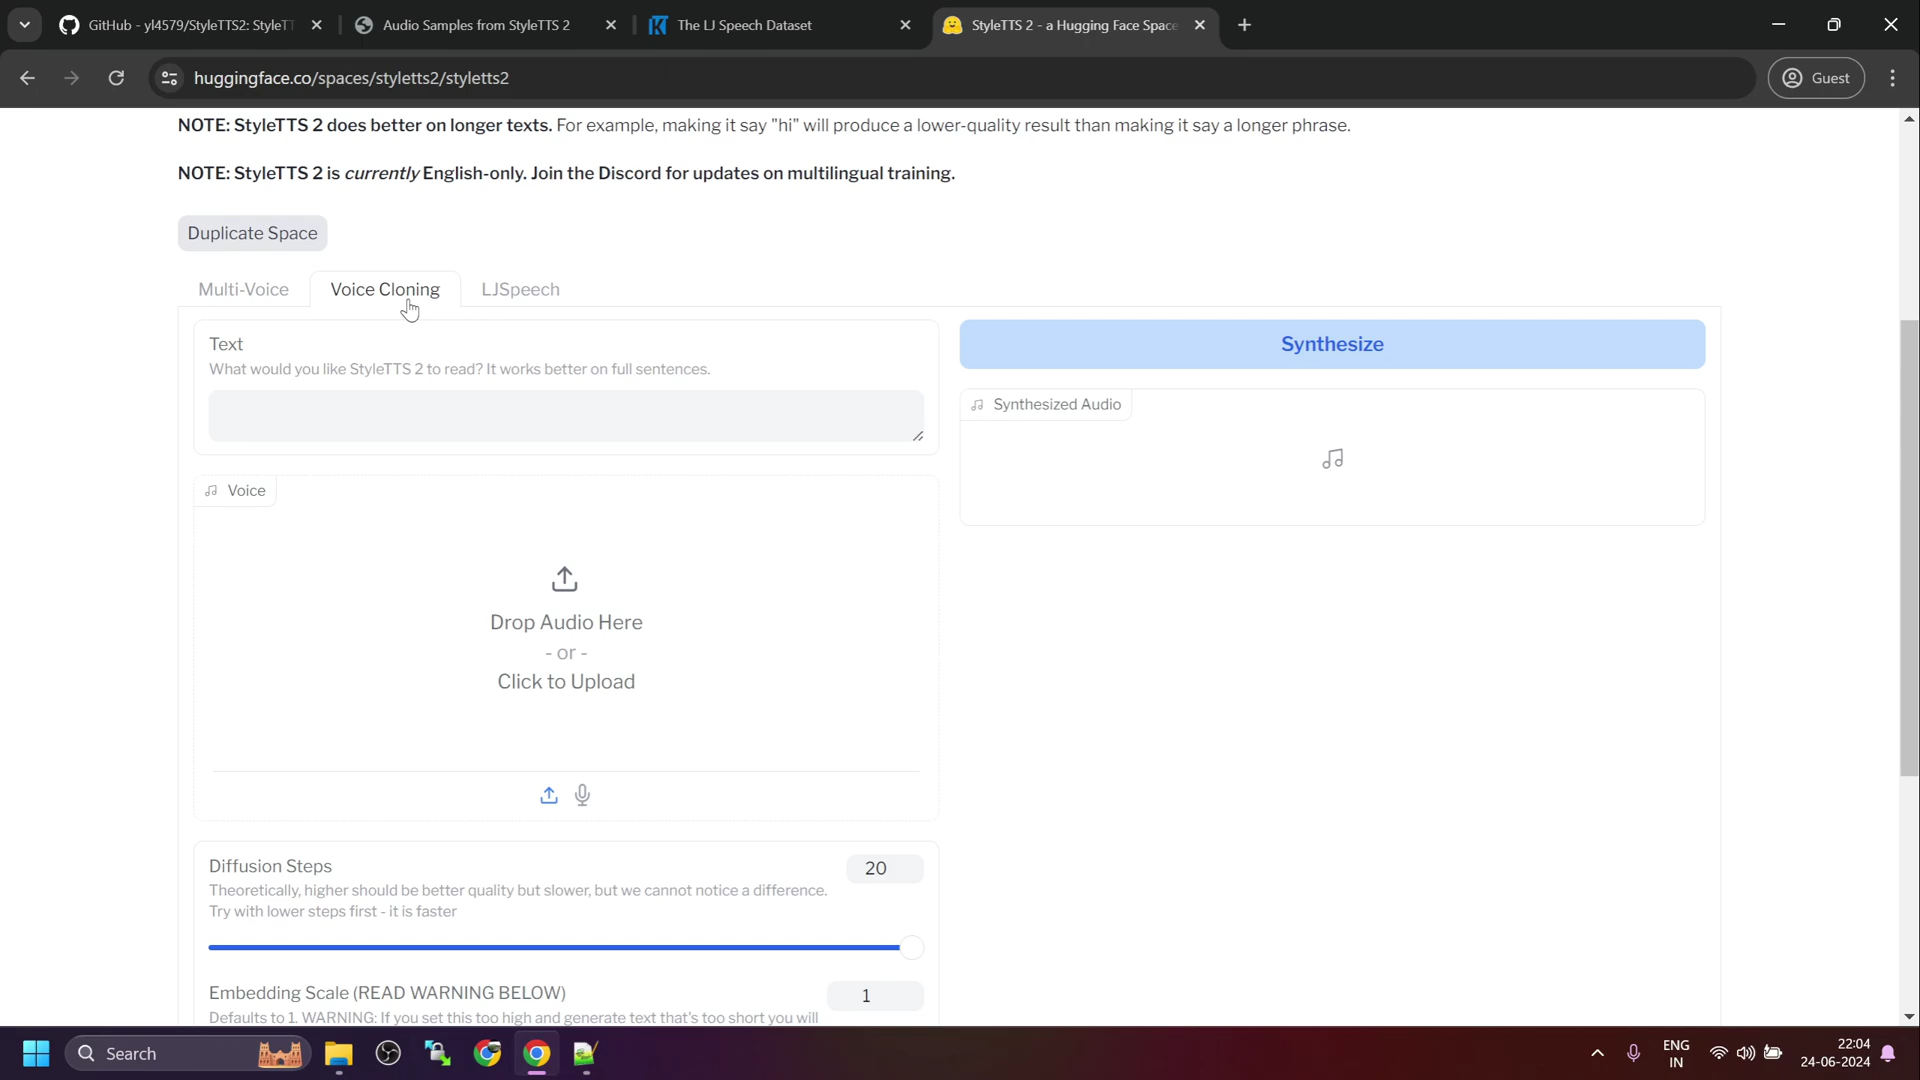 GitHub - yl4579/StyleTTS2: StyleTT
Audio Samples from StyleTTS 2
The LJ Speech Dataset
StyleTTS 2 - a Hugging Face Space
huggingface.co/spaces/styletts2/styletts2
Guest
NOTE: StyleTTS 2 does better on longer texts. For example, making it say "hi" will produce a lower-quality result than making it say a longer phrase.
NOTE: StyleTTS 2 is currently English-only. Join the Discord for updates on multilingual training.
Duplicate Space
Multi-Voice
Voice Cloning
LJSpeech
Text
What would you like StyleTTS 2 to read? It works better on full sentences.
Synthesize
Synthesized Audio
Voice
Drop Audio Here
- or -
Click to Upload
Diffusion Steps
20
Theoretically, higher should be better quality but slower, but we cannot notice a difference.
Try with lower steps first - it is faster
Embedding Scale (READ WARNING BELOW)
1
Defaults to 1. WARNING: If you set this too high and generate text that's too short you will
Search
ENG
IN
22:04
24-06-2024